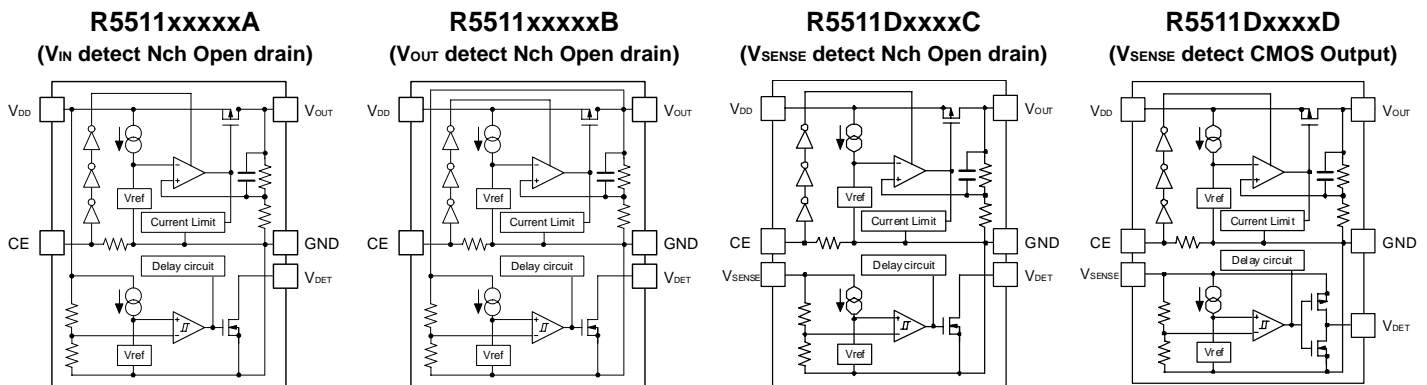 R5511xxxxxA
(VIN detect Nch Open drain)
VDD
VOUT
Vref
Current Limit
CE
GND
Delay circuit
VDET
Vref
R5511xxxxxB
(VOUT detect Nch Open drain)
VDD
VOUT
Vref
Current Limit
CE
GND
Delay circuit
VDET
Vref
R5511DxxxxC
(VSENSE detect Nch Open drain)
VDD
VOUT
Vref
Current Limit
CE
GND
VSENSE
Delay circuit
VDET
Vref
R5511DxxxxD
(VSENSE detect CMOS Output)
VDD
VOUT
Vref
Current Limit
CE
GND
VSENSE
Delay circuit
VDET
Vref